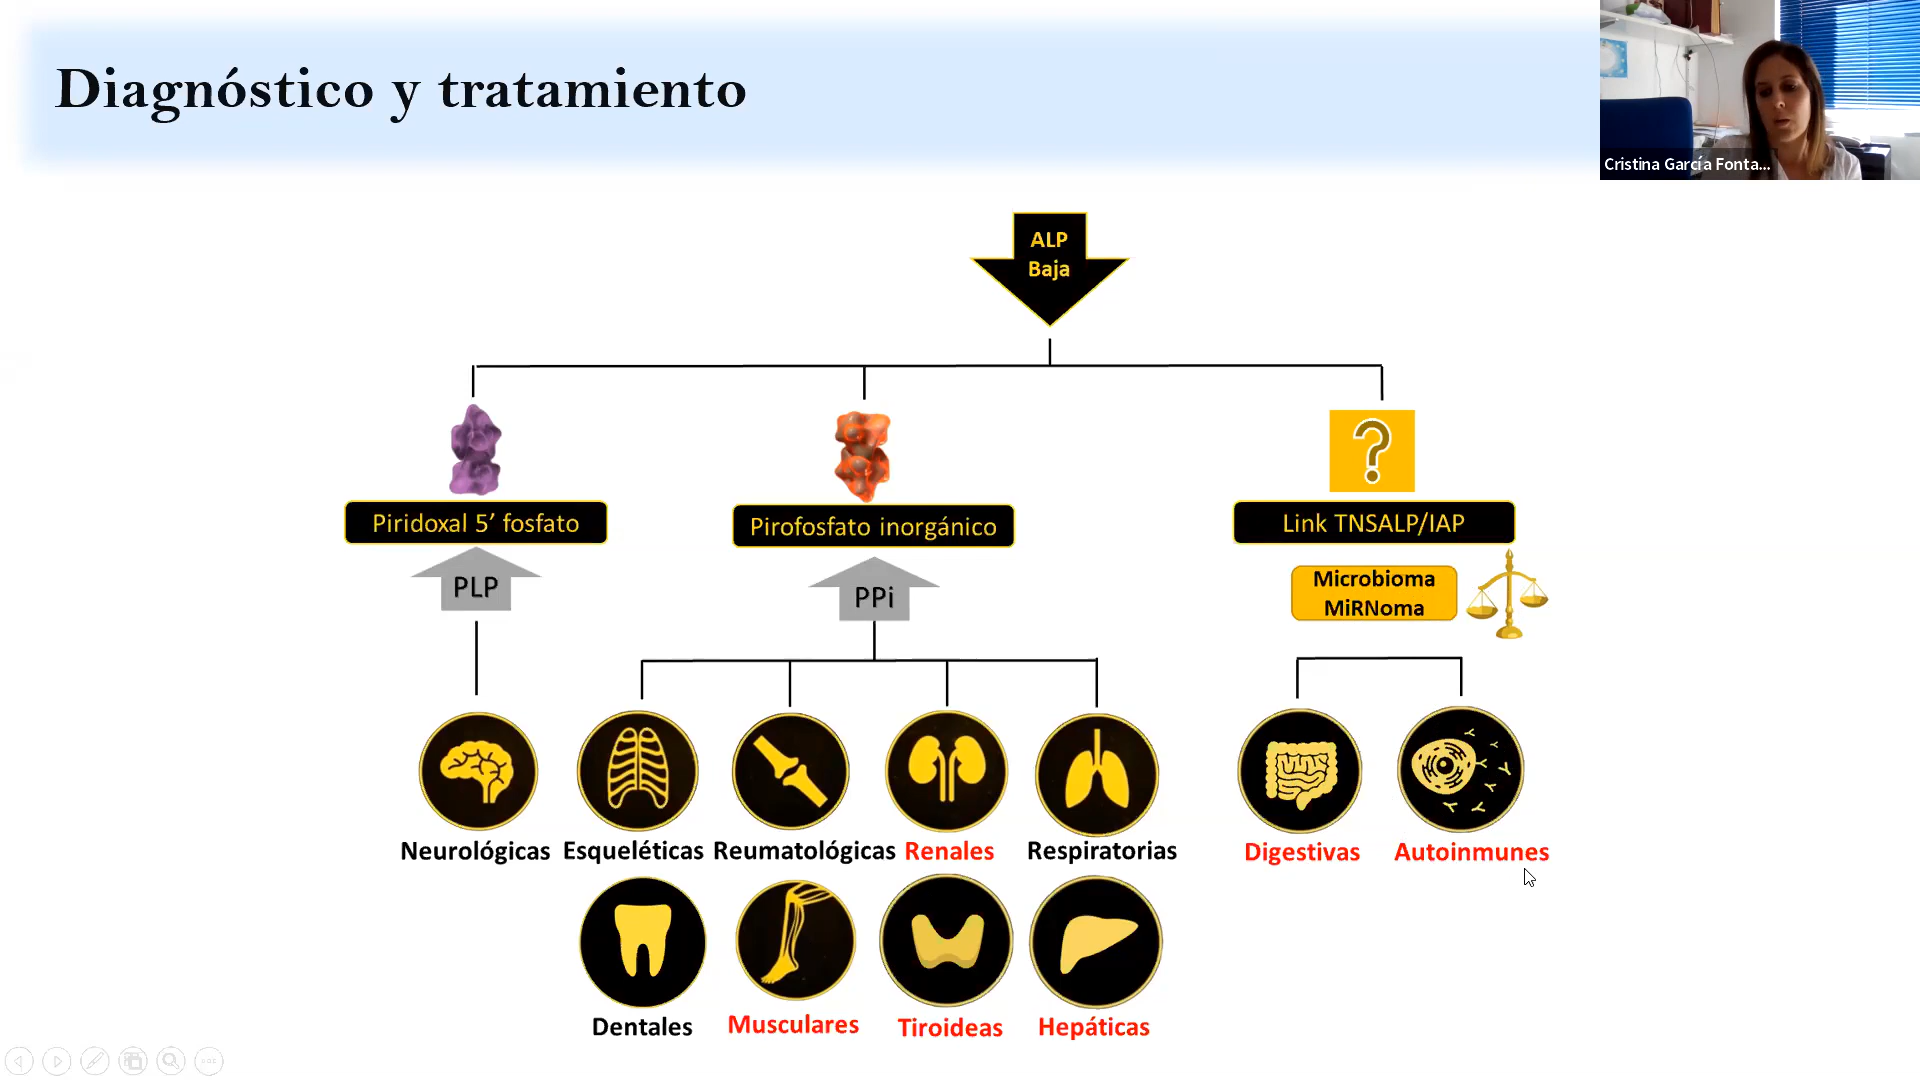 Diagnóstico y tratamiento
Cristina García Fonta...
ALP
Baja
Piridoxal 5’ fosfato
Pirofosfato inorgánico
Link TNSALP/IAP
PLP
PPi
Microbioma
MiRNoma
Neurológicas
Esqueléticas
Reumatológicas
Renales
Respiratorias
Digestivas
Autoinmunes
Dentales
Musculares
Tiroideas
Hepáticas